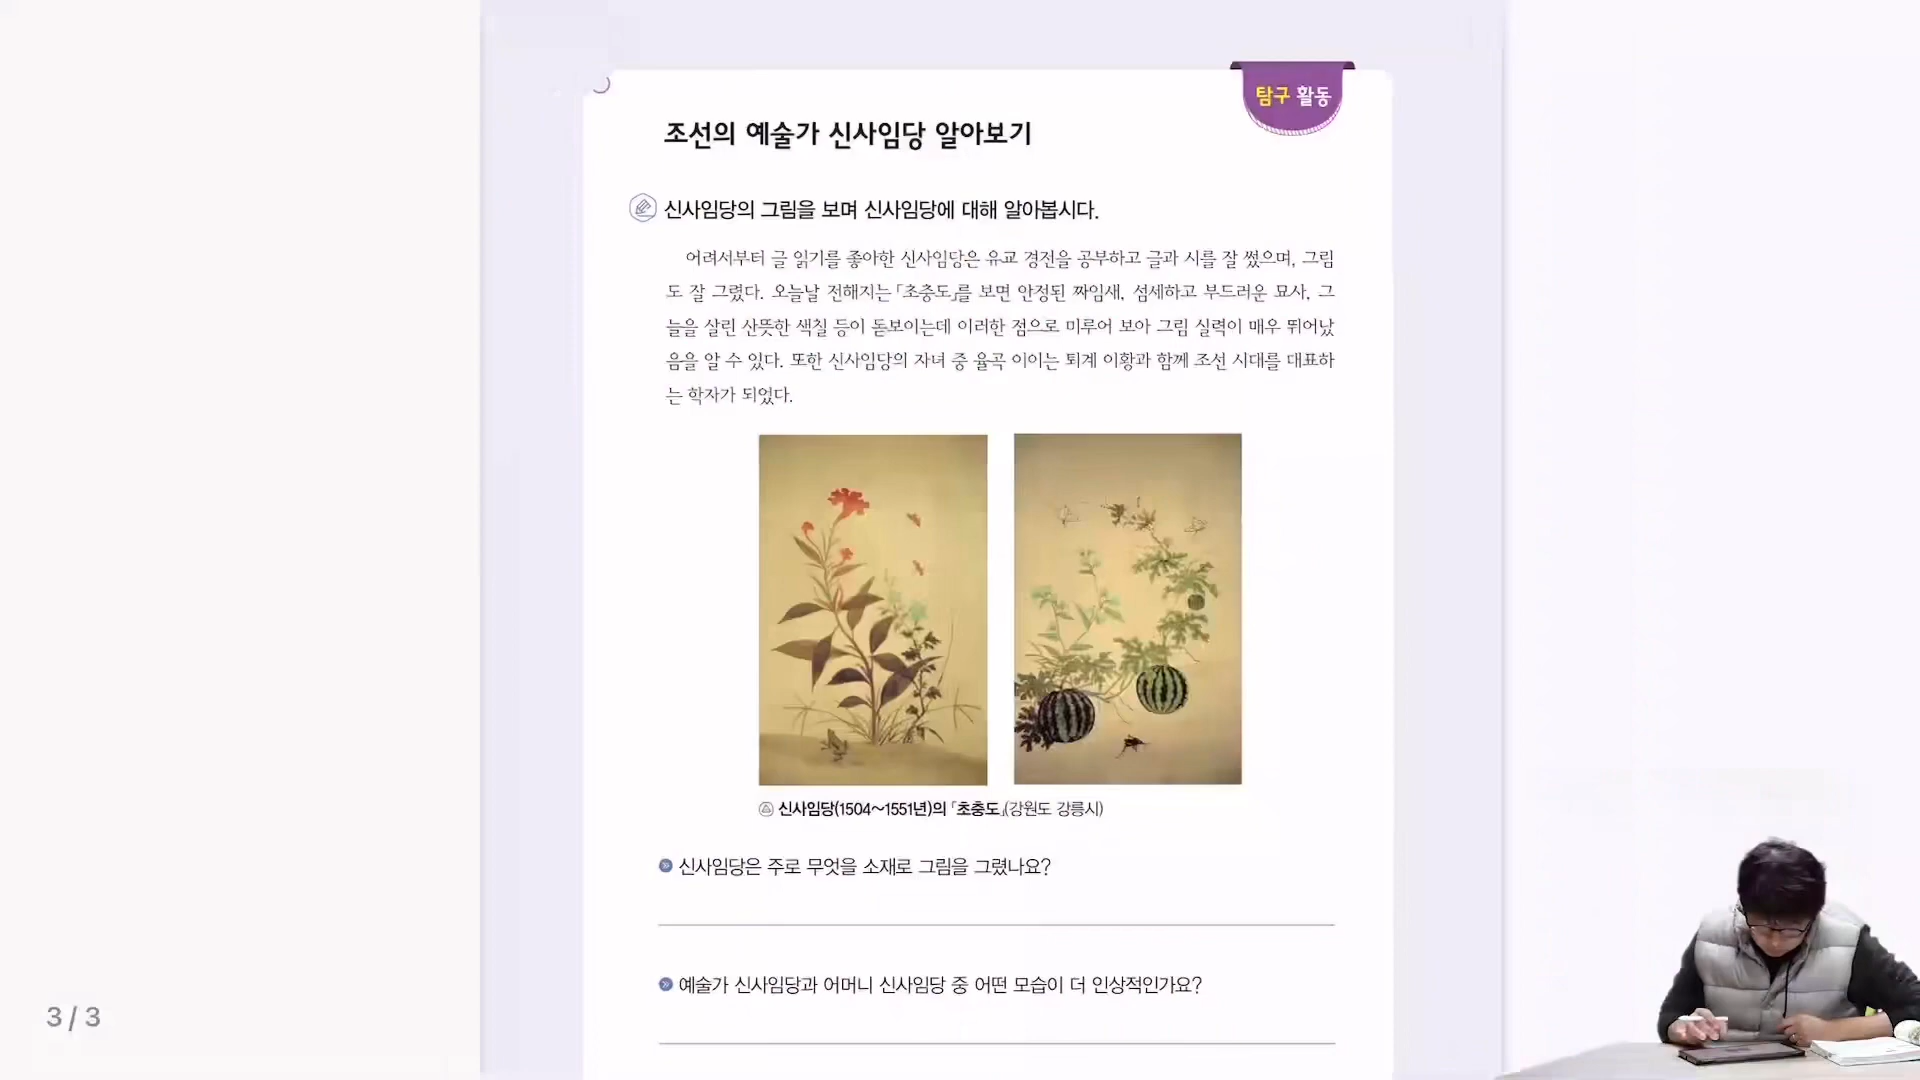 탐구 활동
조선의 예술가 신사임당 알아보기
신사임당의 그림을 보며 신사임당에 대해 알아봅시다.
어려서부터 글 읽기를 좋아한 신사임당은 유교 경전을 공부하고 글과 시를 잘 썼으며, 그림
도 잘 그렸다. 오늘날 전해지는 「초충도」를 보면 안정된 짜임새, 섬세하고 부드러운 묘사, 그
늘을 살린 산뜻한 색칠 등이 돋보이는데 이러한 점으로 미루어 보아 그림 실력이 매우 뛰어났
음을 알 수 있다. 또한 신사임당의 자녀 중 율곡 이이는 퇴계 이황과 함께 조선 시대를 대표하
는 학자가 되었다.
신사임당(1504~1551년)의 「초충도」(강원도 강릉시)
신사임당은 주로 무엇을 소재로 그림을 그렸나요?
예술가 신사임당과 어머니 신사임당 중 어떤 모습이 더 인상적인가요?
3 / 3